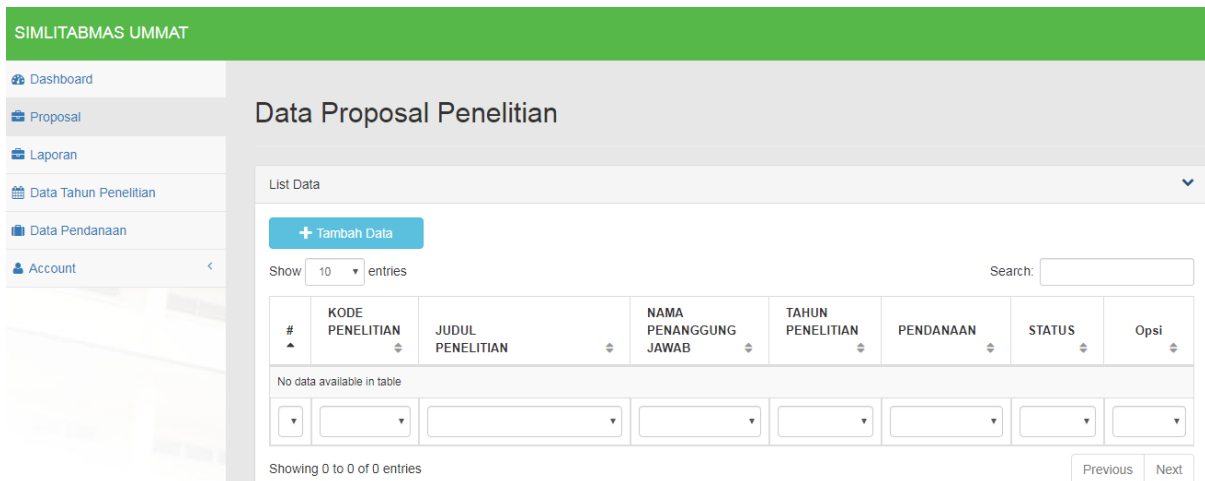 SIMLITABMAS UMMAT
Dashboard
Proposal
Laporan
Data Tahun Penelitian
Data Pendanaan
Account
Data Proposal Penelitian
List Data
+ Tambah Data
Show 10 entries
Search:
#
KODE
PENELITIAN
JUDUL
PENELITIAN
NAMA
PENANGGUNG
JAWAB
TAHUN
PENELITIAN
PENDANAAN
STATUS
Opsi
No data available in table
Showing 0 to 0 of 0 entries
Previous
Next